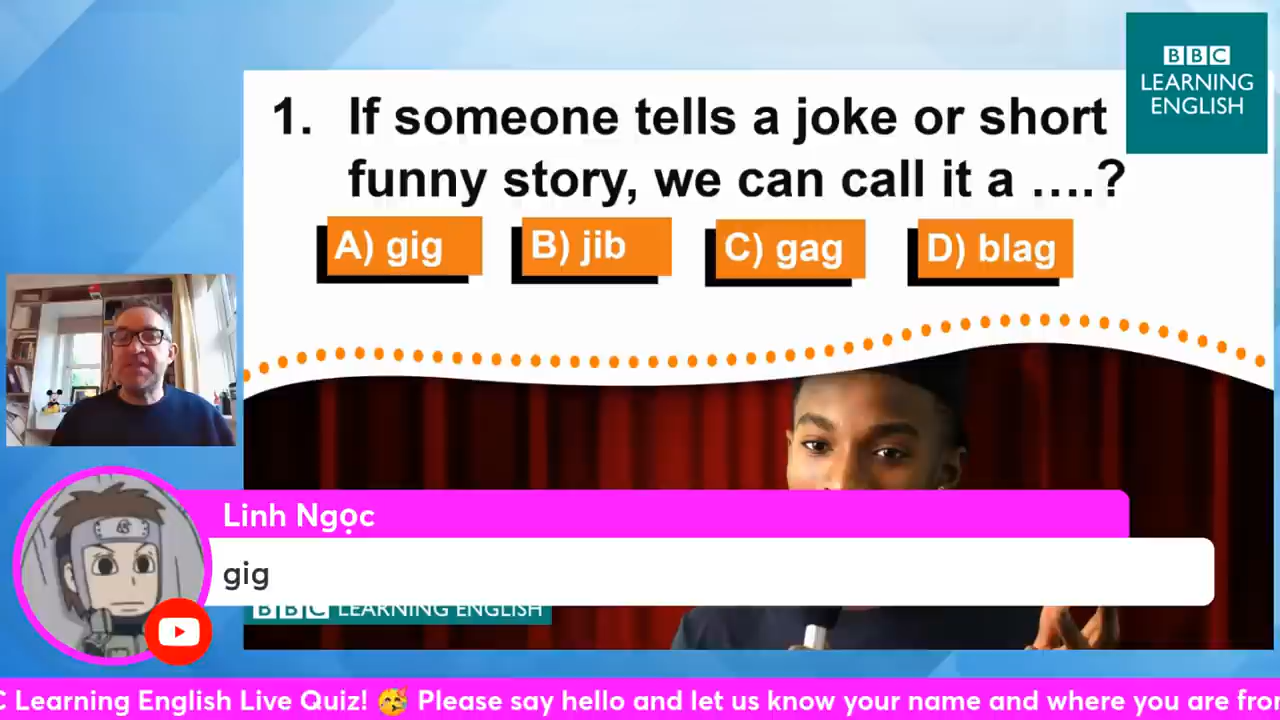 BBC
LEARNING
ENGLISH
1. If someone tells a joke or short
funny story, we can call it a ....?
A) gig
B) jib
C) gag
D) blag
Linh Ngọc
gig
BBC LEARNING ENGLISH
C Learning English Live Quiz! 🥳 Please say hello and let us know your name and where you are from